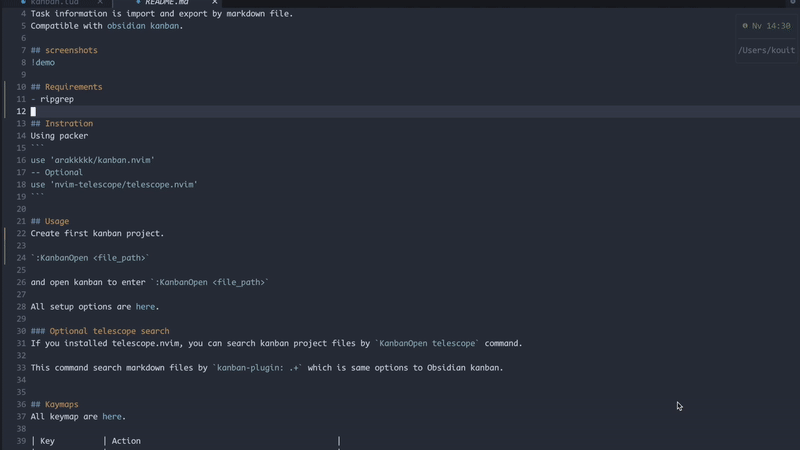 kanban.lua × README.md ×
4 Task information is import and export by markdown file.
5 Compatible with obsidian kanban.
6
7 ## screenshots
8 !demo
9
10 ## Requirements
11 - ripgrep
12
13 ## Instration
14 Using packer
15 ```
16 use 'arakkkkk/kanban.nvim'
17 -- Optional
18 use 'nvim-telescope/telescope.nvim'
19 ```
20
21 ## Usage
22 Create first kanban project.
23
24 `:KanbanOpen <file_path>`
25
26 and open kanban to enter `:KanbanOpen <file_path>`
27
28 All setup options are here.
29
30 ### Optional telescope search
31 If you installed telescope.nvim, you can search kanban project files by `KanbanOpen telescope` command.
32
33 This command search markdown files by `kanban-plugin: .+` which is same options to Obsidian kanban.
34
35
36 ## Kaymaps
37 All keymap are here.
38
39 | Key | Action |
Nv 14:30
/Users/kouit